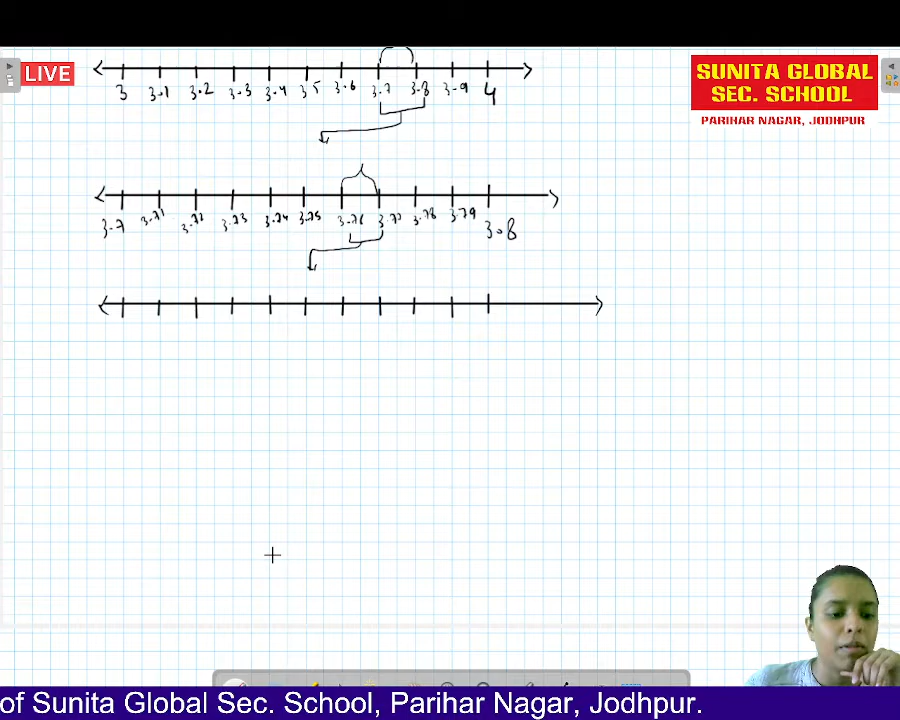 LIVE
SUNITA GLOBAL
SEC. SCHOOL
PARIHAR NAGAR, JODHPUR
3 3.1 3.2 3.3 3.4 3.5 3.6 3.7 3.8 3.9 4
3.7 3.71 3.72 3.73 3.74 3.75 3.76 3.77 3.78 3.79 3.8
of Sunita Global Sec. School, Parihar Nagar, Jodhpur.